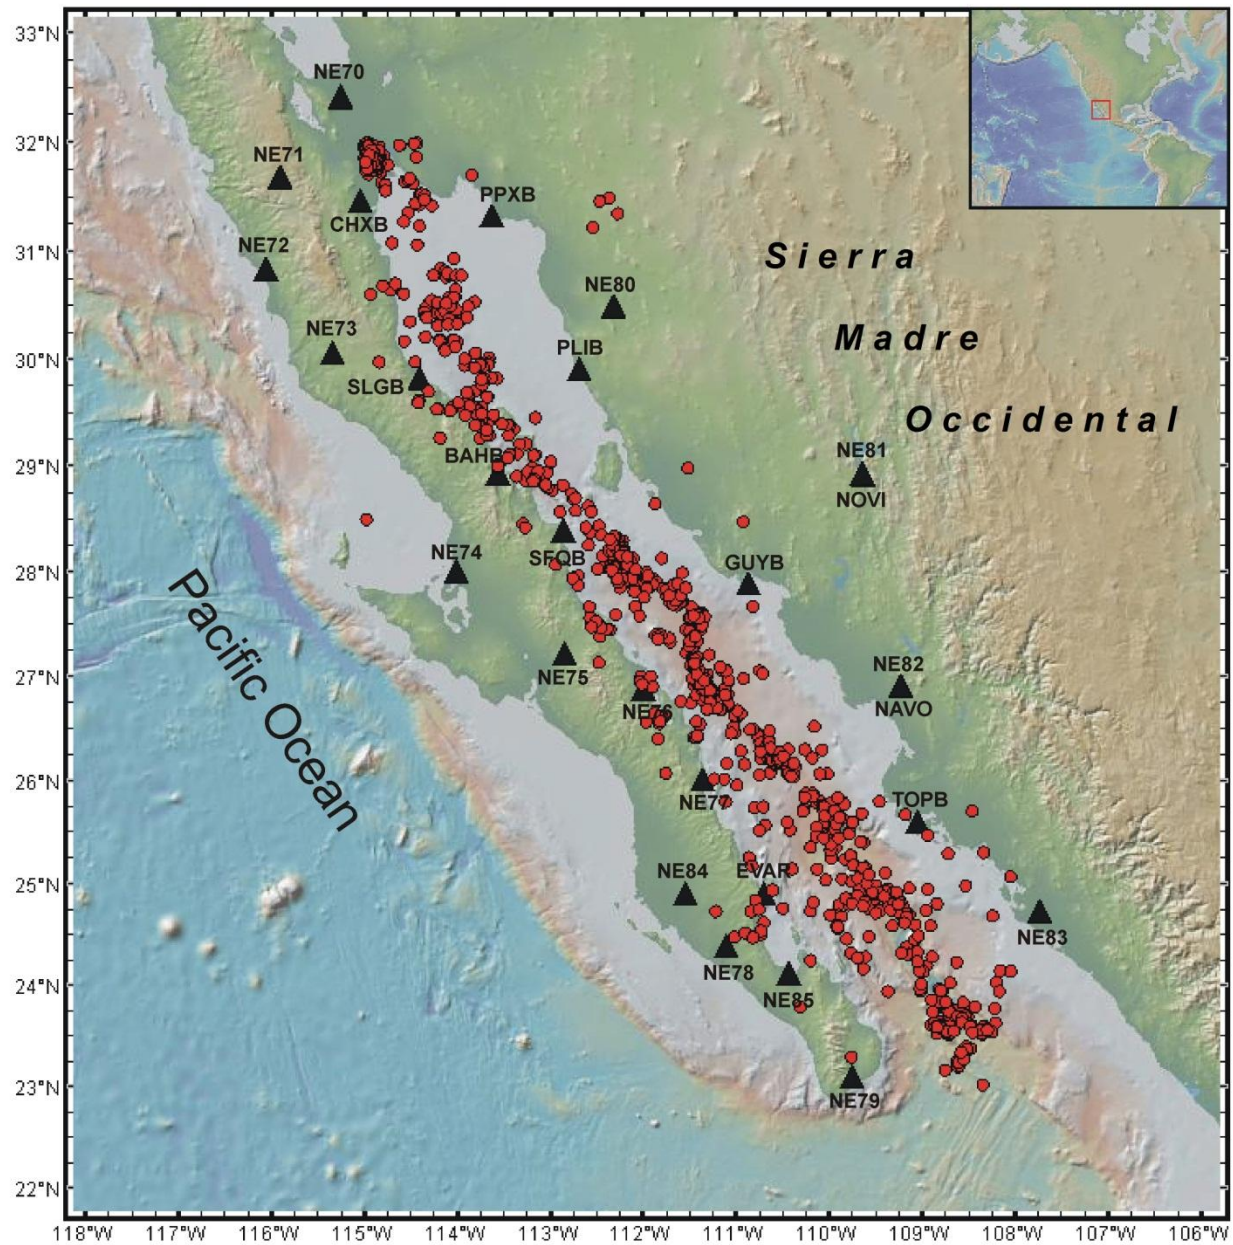 33°N
32°N
31°N
30°N
29°N
28°N
27°N
26°N
25°N
24°N
23°N
22°N
118°W 117°W 116°W 115°W 114°W 113°W 112°W 111°W 110°W 109°W 108°W 107°W 106°W
NE70
NE71
CHXB
PPXB
NE72
NE80
NE73
PLIB
SLGB
BAHB
NE81
NOVI
NE74
SFQB
GUYB
NE75
NE76
NE82
NAVO
NE77
TOPB
NE84
EVAR
NE83
NE78
NE85
NE79
Sierra
Madre
Occidental
Pacific Ocean